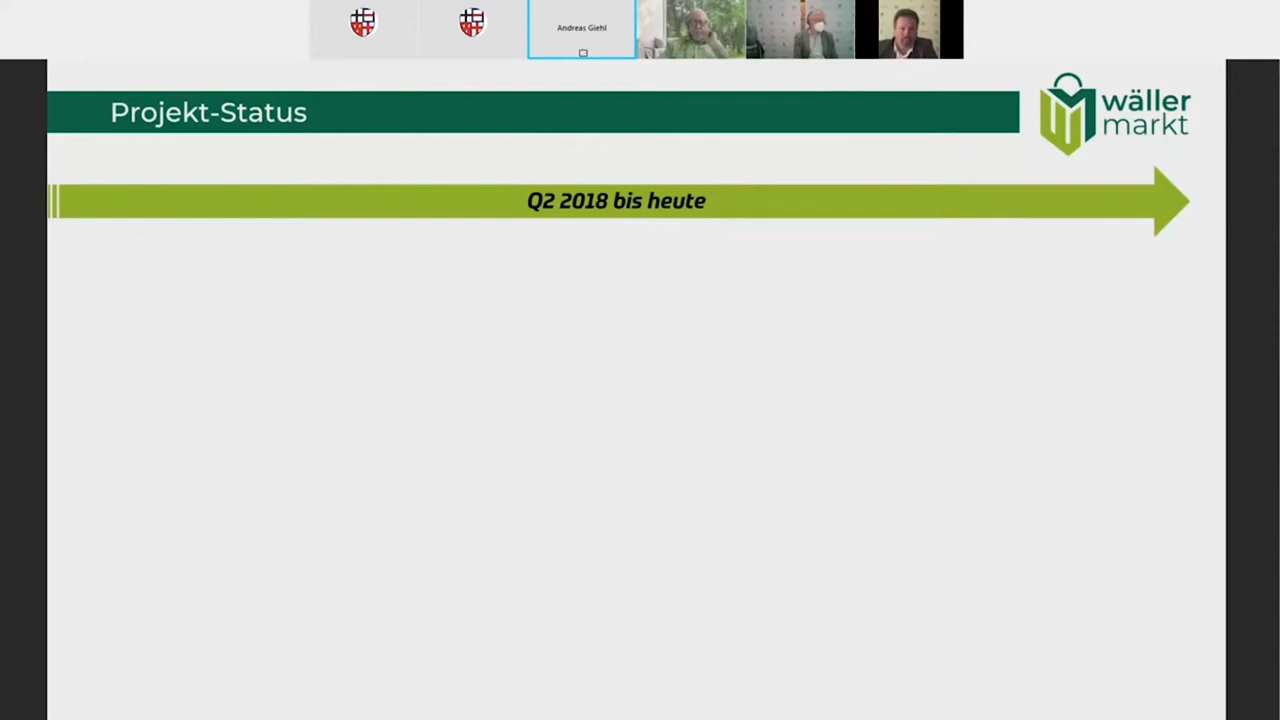 Andreas Giehl
Projekt-Status
wäller
markt
Q2 2018 bis heute